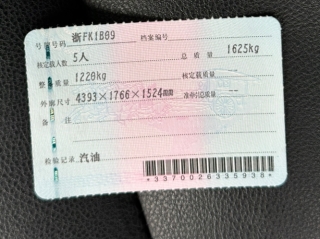 号牌号码 浙FK1B09 档案编号
核定载人数 5人 总质量 1625kg
整备质量 1220kg 核定载质量 --
外廓尺寸 4393×1766×1524mm 准牵引总质量 --
备注
检验记录 汽油
*3370026335938*